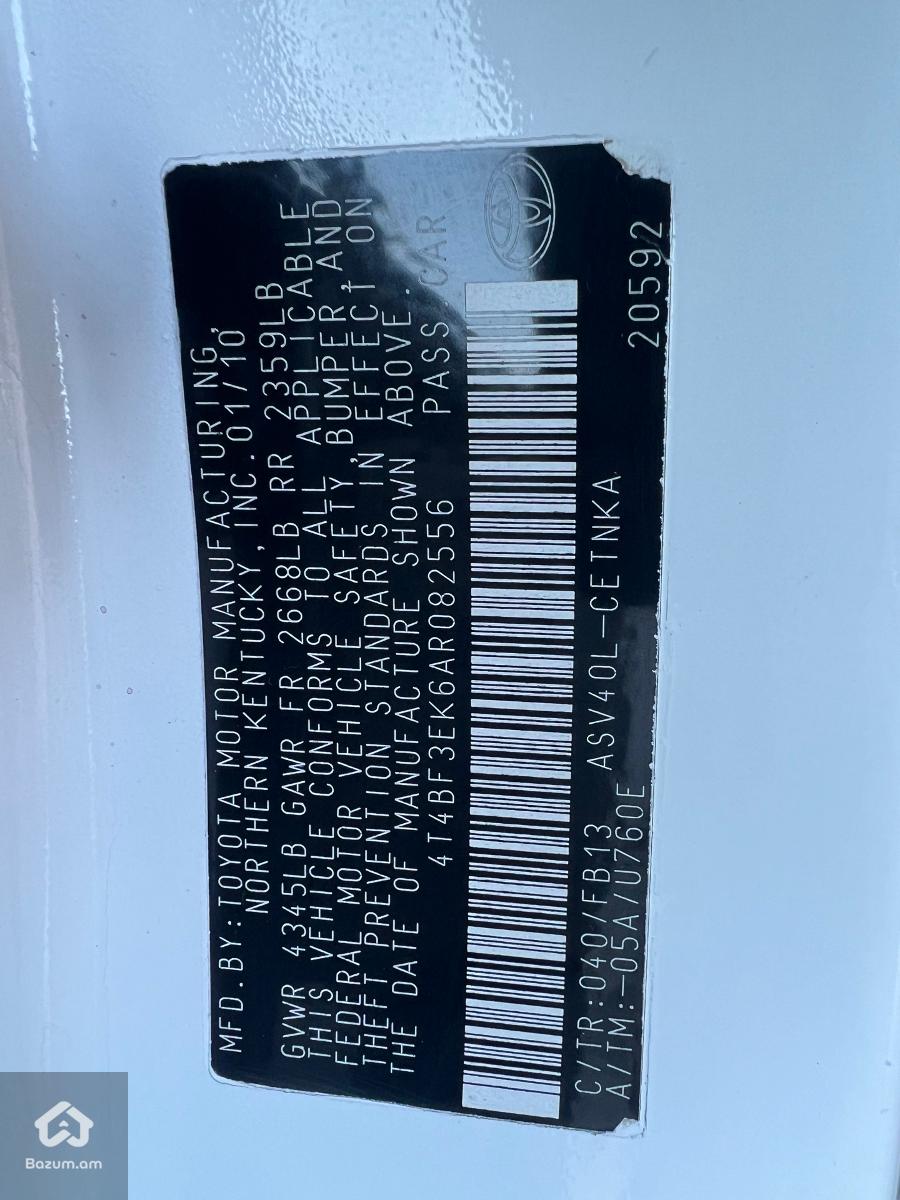 MFD.BY:TOYOTA MOTOR MANUFACTURING,
NORTHERN KENTUCKY,INC.01/10
GVWR 4345LB GAWR FR 2668LB RR 2359LB
THIS VEHICLE CONFORMS TO ALL APPLICABLE
FEDERAL MOTOR VEHICLE SAFETY,BUMPER,AND
THEFT PREVENTION STANDARDS IN EFFECT ON
THE DATE OF MANUFACTURE SHOWN ABOVE.
4T4BF3EK6AR082556 PASS CAR
C/TR:040/FB13 ASV40L-CETNKA
A/TM:-05A/U760E 20592
Bazum.am